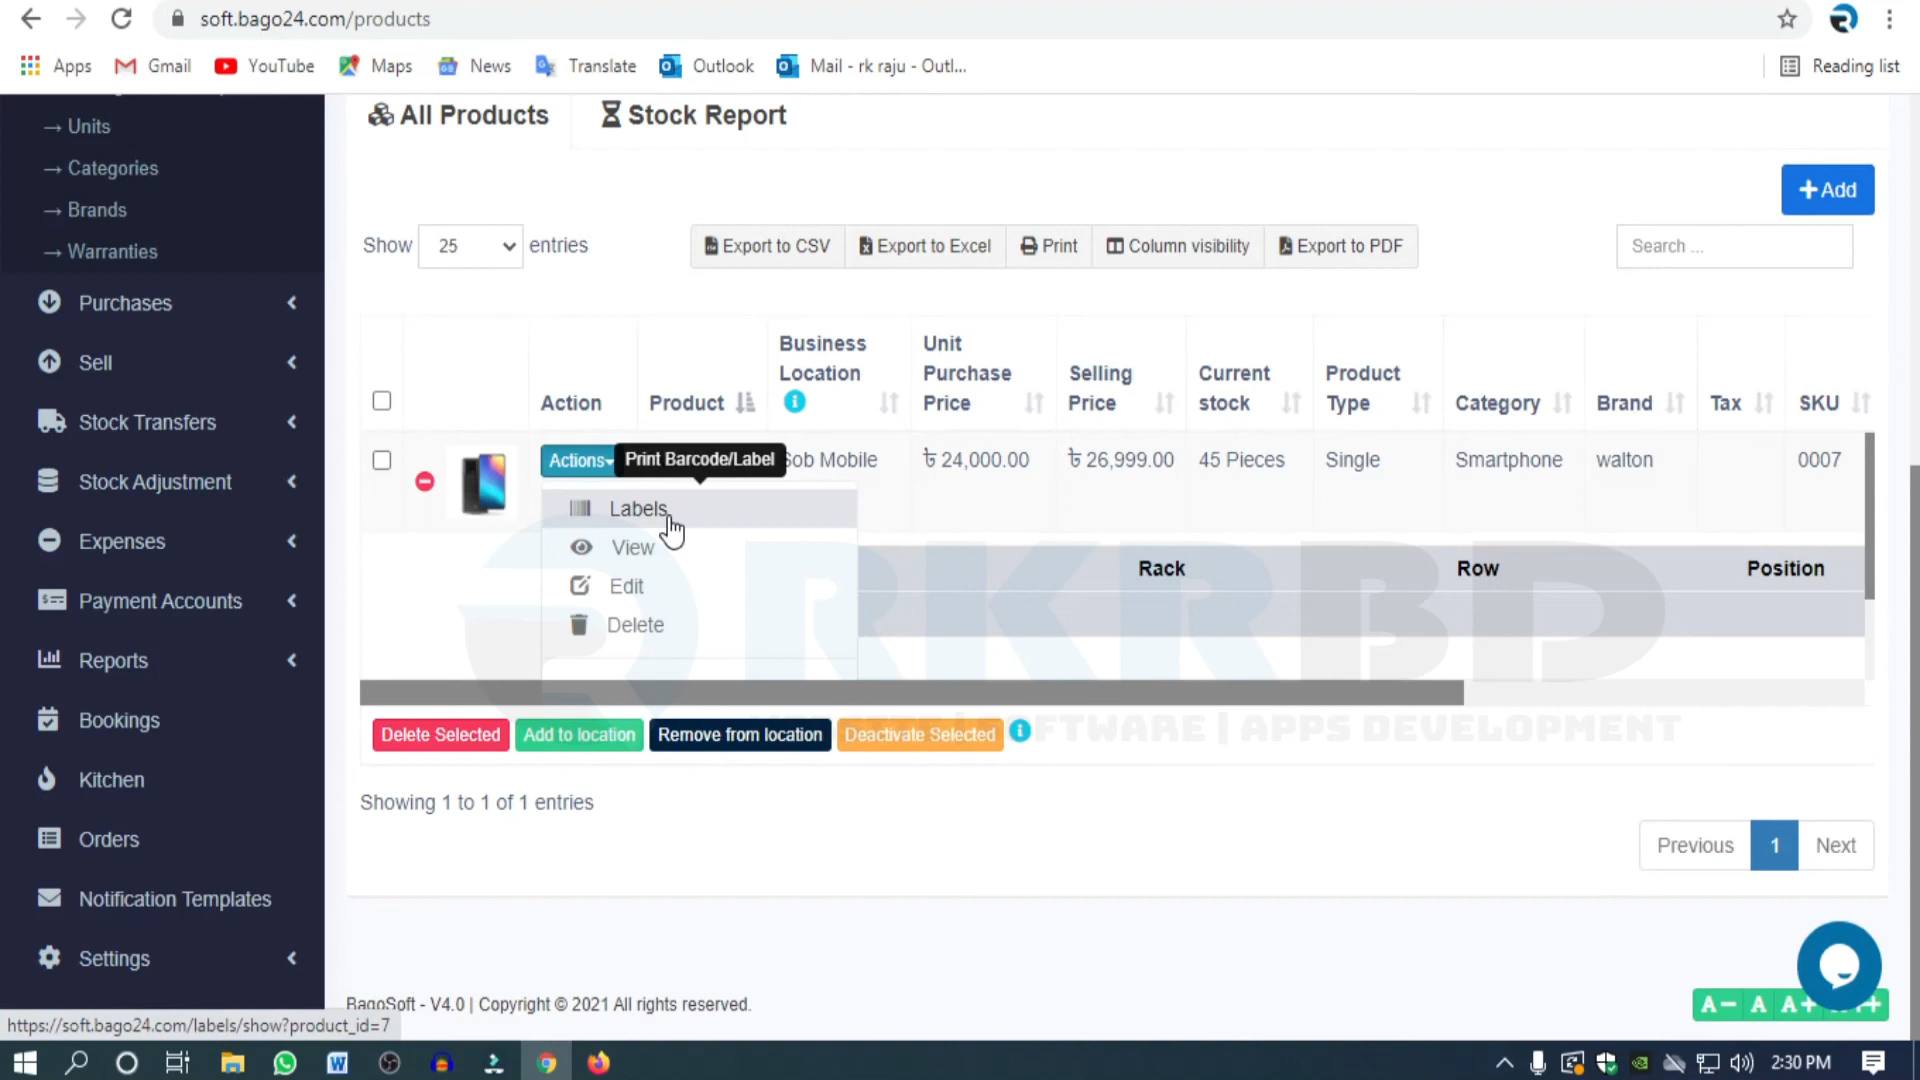 soft.bago24.com/products
Apps Gmail YouTube Maps News Translate Outlook Mail - rk raju - Outl... Reading list
→ Units
→ Categories
→ Brands
→ Warranties
Purchases
Sell
Stock Transfers
Stock Adjustment
Expenses
Payment Accounts
Reports
Bookings
Kitchen
Orders
Notification Templates
Settings
All Products Stock Report
+ Add
Show 25 entries Export to CSV Export to Excel Print Column visibility Export to PDF Search ...
Action Product Business Location Unit Purchase Price Selling Price Current stock Product Type Category Brand Tax SKU
Actions Print Barcode/Label Bob Mobile ৳ 24,000.00 ৳ 26,999.00 45 Pieces Single Smartphone walton 0007
Labels
View
Edit
Delete
Rack Row Position
RKRBD
SOFTWARE | APPS DEVELOPMENT
Delete Selected Add to location Remove from location Deactivate Selected
Showing 1 to 1 of 1 entries
Previous 1 Next
BagoSoft - V4.0 | Copyright © 2021 All rights reserved.
A− A A+
https://soft.bago24.com/labels/show?product_id=7
2:30 PM